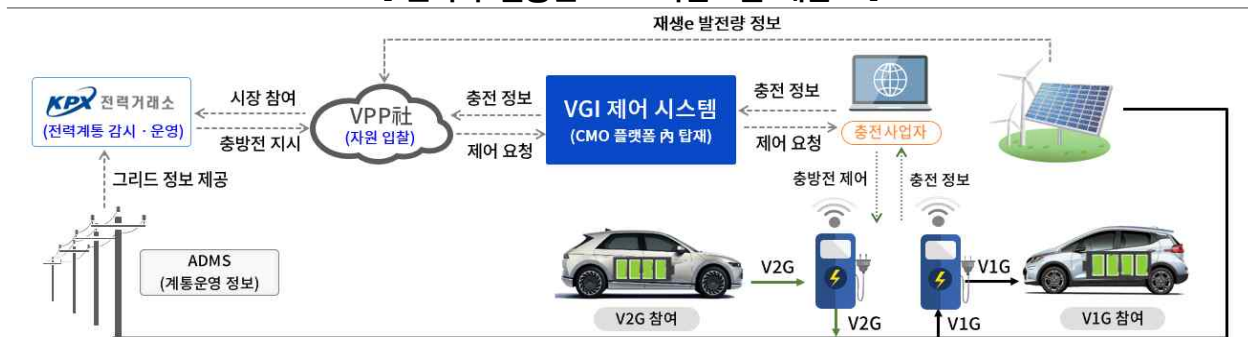 재생e 발전량 정보
KPX 전력거래소
(전력계통 감시 · 운영)
시장 참여
충방전 지시
VPP社
(자원 입찰)
충전 정보
제어 요청
VGI 제어 시스템
(CMO 플랫폼 內 탑재)
충전 정보
제어 요청
충전사업자
그리드 정보 제공
충방전 제어
충전 정보
ADMS
(계통운영 정보)
V2G
V1G
V2G 참여
V2G
V1G
V1G 참여